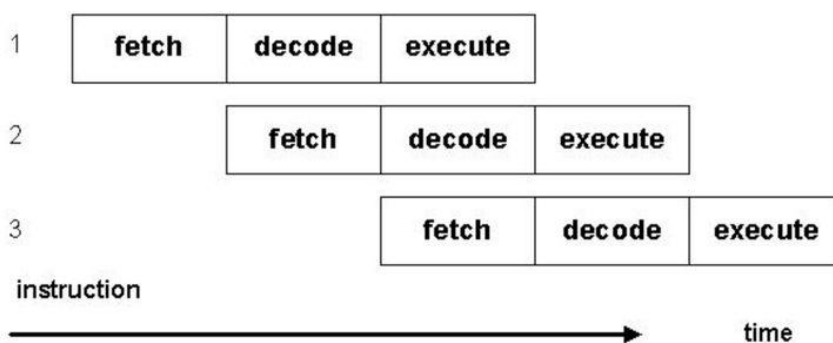 1 fetch decode execute
2 fetch decode execute
3 fetch decode execute
instruction
time